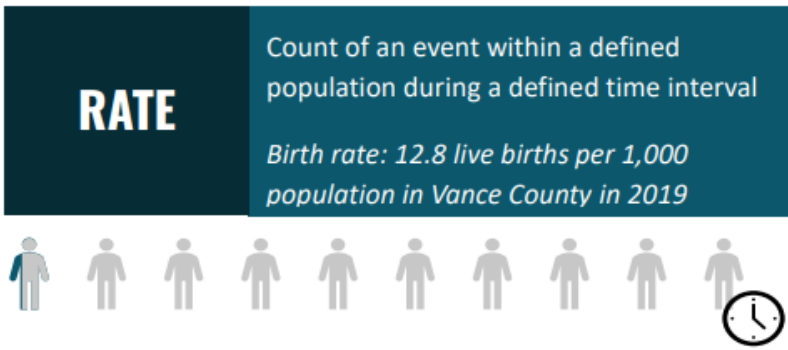 RATE
Count of an event within a defined
population during a defined time interval
Birth rate: 12.8 live births per 1,000
population in Vance County in 2019